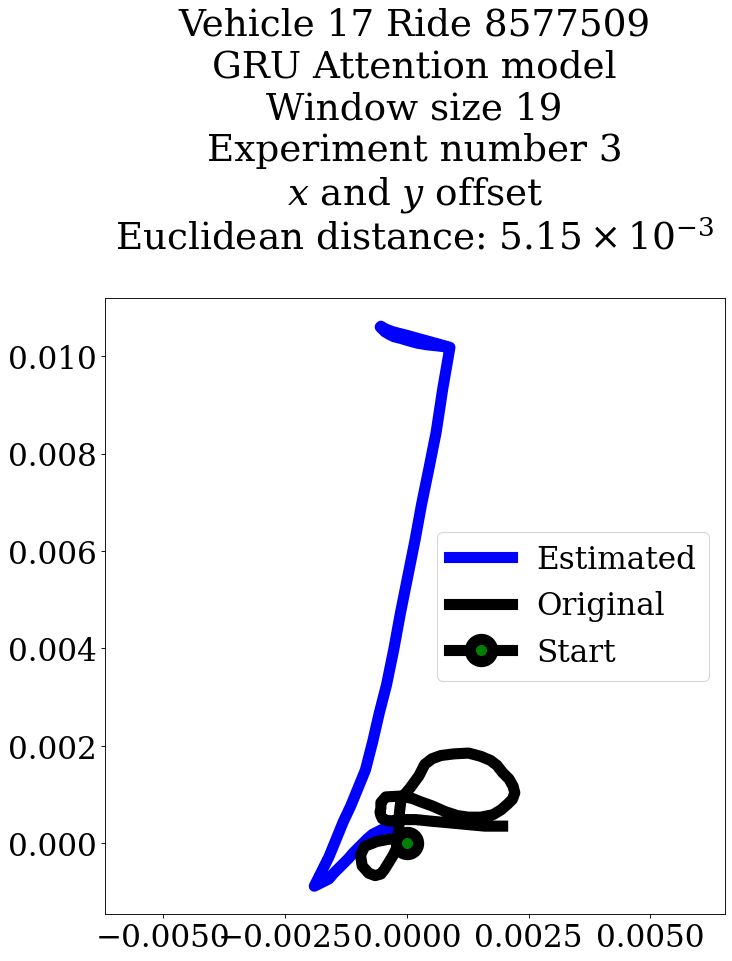 Vehicle 17 Ride 8577509
GRU Attention model
Window size 19
Experiment number 3
x and y offset
Euclidean distance: 5.15 × 10⁻³
0.010
0.008
0.006
0.004
0.002
0.000
Estimated
Original
Start
−0.0050 −0.0025 0.0000 0.0025 0.0050